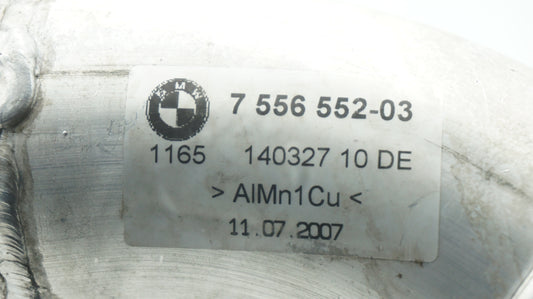 BMW
7 556 552-03
1165 140327 10 DE
> AlMn1Cu <
11.07.2007